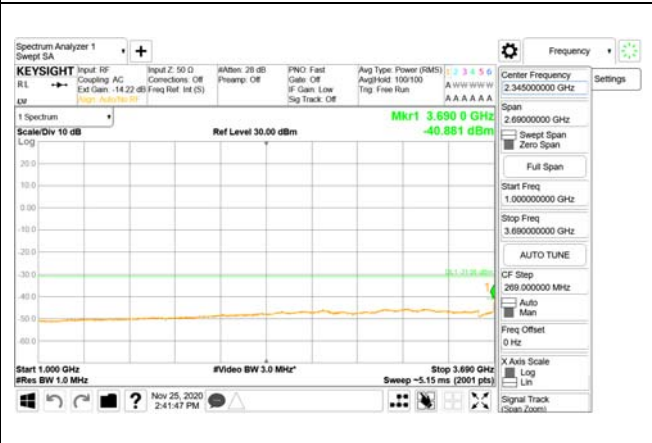 Spectrum Analyzer 1
Swept SA
+
Frequency
KEYSIGHT
R L
Input: RF
Coupling: AC
Ext Gain: -14.22 dB
Align: Auto/No RF
Input Z: 50 Ω
Corrections: Off
Freq Ref: Int (S)
#Atten: 28 dB
Preamp: Off
PNO: Fast
Gate: Off
IF Gain: Low
Sig Track: Off
Avg Type: Power (RMS)
Avg|Hold: 100/100
Trig: Free Run
1 2 3 4 5 6
A W W W W W
A A A A A A
Center Frequency
2.345000000 GHz
Settings
1 Spectrum
Mkr1 3.690 0 GHz
Scale/Div 10 dB
Ref Level 30.00 dBm
-40.881 dBm
Log
Span
2.69000000 GHz
Swept Span
Zero Span
Full Span
Start Freq
1.000000000 GHz
Stop Freq
3.690000000 GHz
AUTO TUNE
CF Step
269.000000 MHz
Auto
Man
Freq Offset
0 Hz
X Axis Scale
Log
Lin
Signal Track
(Span Zoom)
20.0
10.0
0.00
-10.0
-20.0
-30.0
-40.0
-50.0
-60.0
1
Start 1.000 GHz
#Video BW 3.0 MHz*
Stop 3.690 GHz
#Res BW 1.0 MHz
Sweep ~5.15 ms (2001 pts)
?
Nov 25, 2020
2:41:47 PM